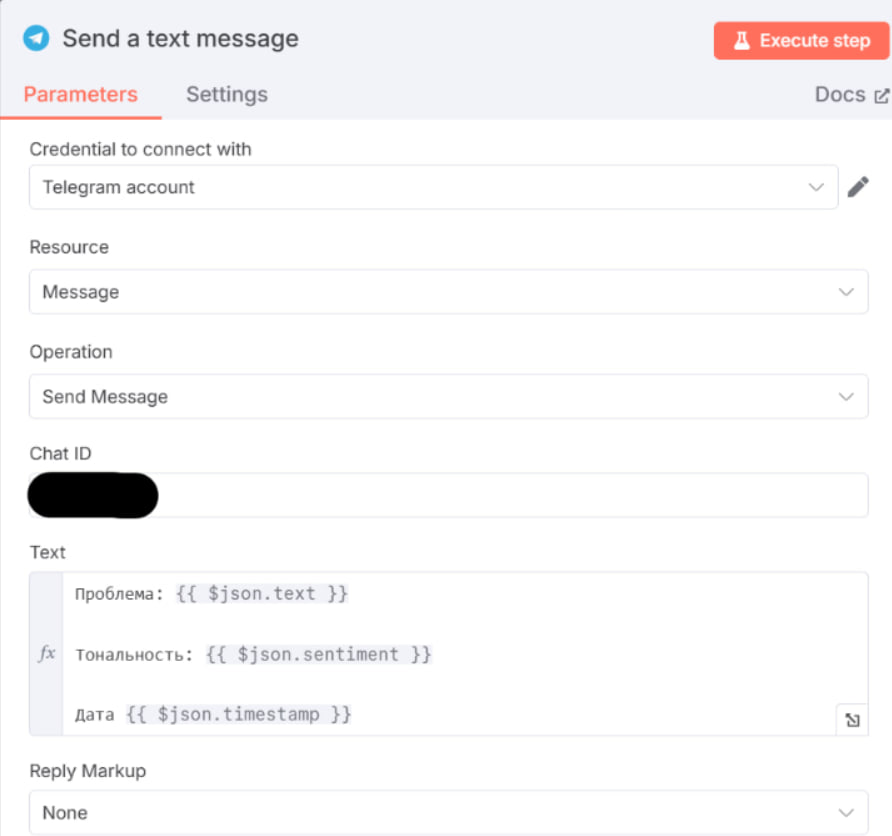 Send a text message
Execute step
Parameters
Settings
Docs
Credential to connect with
Telegram account
Resource
Message
Operation
Send Message
Chat ID
Text
Проблема: {{ $json.text }}
fx
Тональность: {{ $json.sentiment }}
Дата {{ $json.timestamp }}
Reply Markup
None